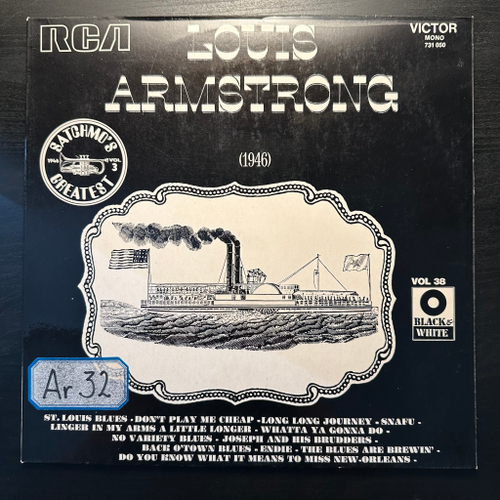 RCA
LOUIS
ARMSTRONG
VICTOR
MONO
731 050
SATCHMO'S
1946 VOL. 3
GREATEST
(1946)
VOL 38
BLACK &
WHITE
Ar 32
ST. LOUIS BLUES - DON'T PLAY ME CHEAP - LONG LONG JOURNEY - SNAFU -
LINGER IN MY ARMS A LITTLE LONGER - WHATTA YA GONNA DO -
NO VARIETY BLUES - JOSEPH AND HIS BRUDDERS -
BACK O'TOWN BLUES - ENDIE - THE BLUES ARE BREWIN' -
DO YOU KNOW WHAT IT MEANS TO MISS NEW-ORLEANS -